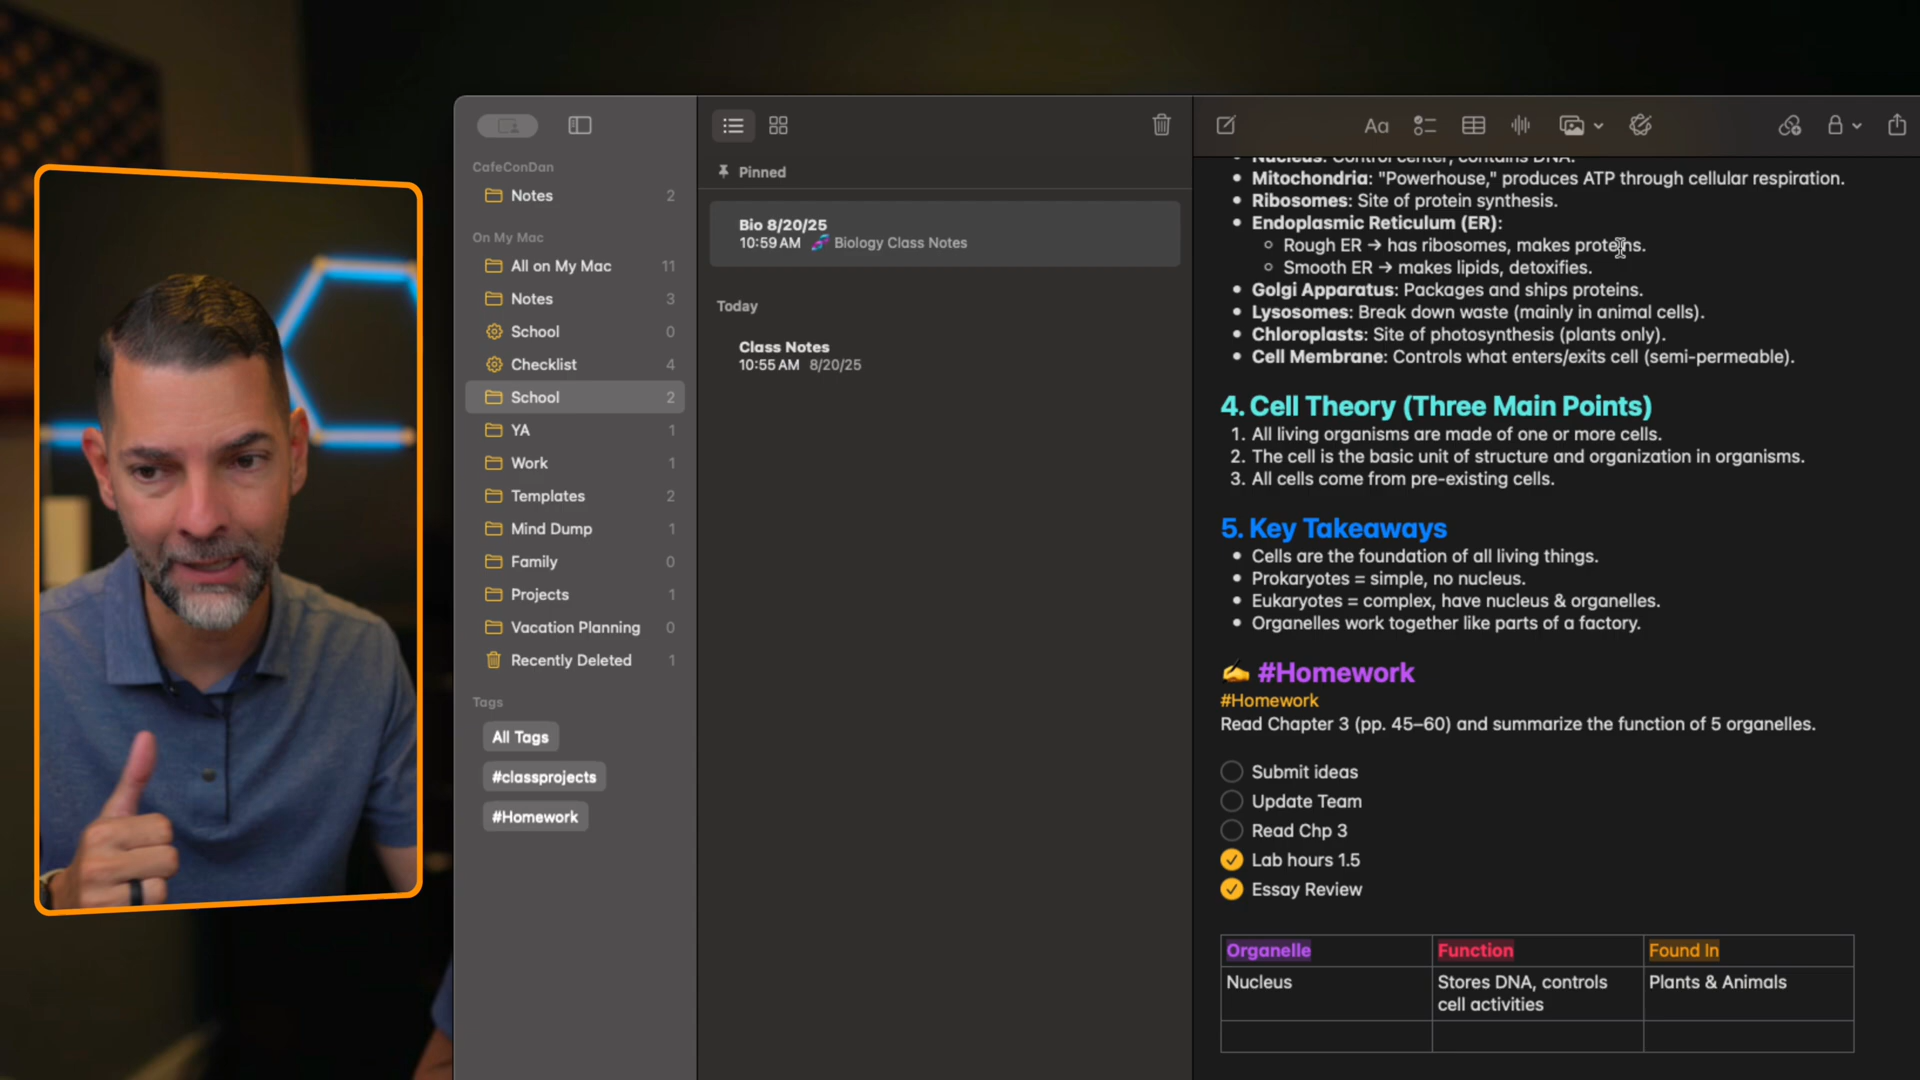 CafeConDan
Notes 2
On My Mac
All on My Mac 11
Notes 3
School 0
Checklist 4
School 2
YA 1
Work 1
Templates 2
Mind Dump 1
Family 0
Projects 1
Vacation Planning 0
Recently Deleted 1
Tags
All Tags
#classprojects
#Homework
Pinned
Bio 8/20/25
10:59 AM 🧬 Biology Class Notes
Today
Class Notes
10:55 AM 8/20/25
Aa
• Nucleus: Control center, contains DNA.
• Mitochondria: "Powerhouse," produces ATP through cellular respiration.
• Ribosomes: Site of protein synthesis.
• Endoplasmic Reticulum (ER):
○ Rough ER → has ribosomes, makes proteins.
○ Smooth ER → makes lipids, detoxifies.
• Golgi Apparatus: Packages and ships proteins.
• Lysosomes: Break down waste (mainly in animal cells).
• Chloroplasts: Site of photosynthesis (plants only).
• Cell Membrane: Controls what enters/exits cell (semi-permeable).
4. Cell Theory (Three Main Points)
1. All living organisms are made of one or more cells.
2. The cell is the basic unit of structure and organization in organisms.
3. All cells come from pre-existing cells.
5. Key Takeaways
• Cells are the foundation of all living things.
• Prokaryotes = simple, no nucleus.
• Eukaryotes = complex, have nucleus & organelles.
• Organelles work together like parts of a factory.
✍️ #Homework
#Homework
Read Chapter 3 (pp. 45–60) and summarize the function of 5 organelles.
Submit ideas
Update Team
Read Chp 3
Lab hours 1.5
Essay Review
Organelle Function Found In
Nucleus Stores DNA, controls Plants & Animals
cell activities